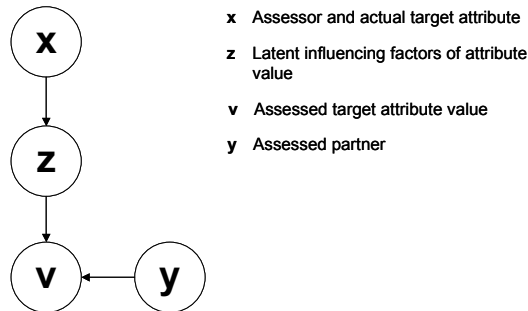 x
z
v
y
x Assessor and actual target attribute
z Latent influencing factors of attribute
value
v Assessed target attribute value
y Assessed partner